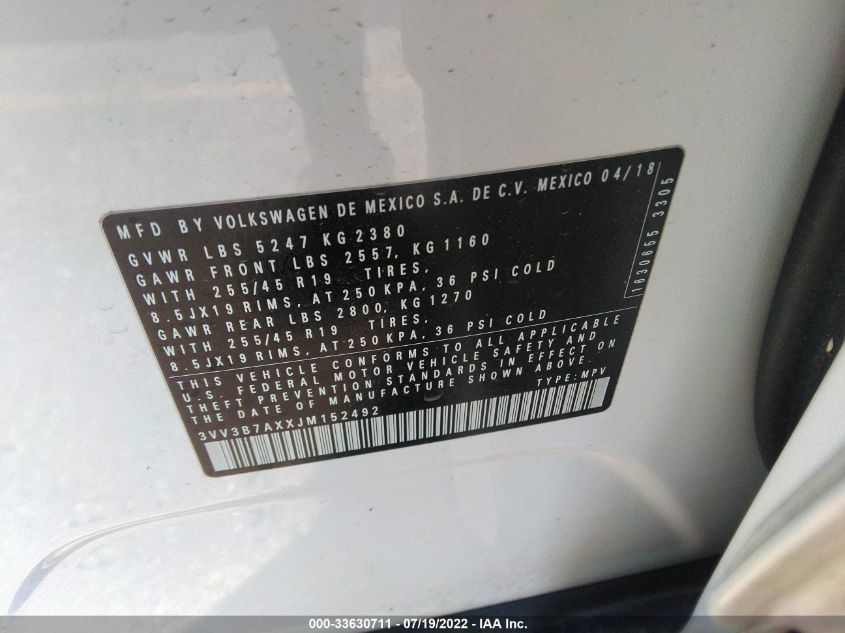 MFD BY VOLKSWAGEN DE MEXICO S.A. DE C.V. MEXICO 04/18
GVWR LBS 5247 KG 2380
GAWR FRONT LBS 2557, KG 1160
WITH 255/45 R19 TIRES,
8.5JX19 RIMS, AT 250 KPA, 36 PSI COLD
GAWR REAR LBS 2800, KG 1270
WITH 255/45 R19 TIRES,
8.5JX19 RIMS, AT 250 KPA, 36 PSI COLD
THIS VEHICLE CONFORMS TO ALL APPLICABLE
U.S. FEDERAL MOTOR VEHICLE SAFETY AND
THEFT PREVENTION STANDARDS IN EFFECT ON
THE DATE OF MANUFACTURE SHOWN ABOVE.
3VV3B7AXXJM152492 TYPE: MPV
1630655 3305
000-33630711 - 07/19/2022 - IAA Inc.